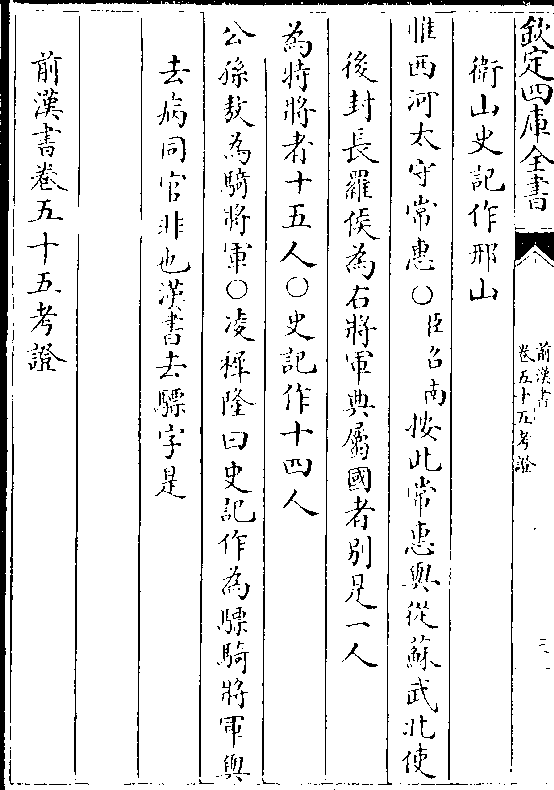 欽定四庫全書
前漢書
卷五十五考證
衛山史記作邢山
惟西河太守常惠○臣召南按此常惠與從蘇武北使
後封長羅侯為右將軍典屬國者别是一人
為特將者十五人○史記作十四人
公孫敖為騎將軍○凌稚隆曰史記作為驃騎將軍與
去病同官非也漢書去驃字是
前漢書卷五十五考證